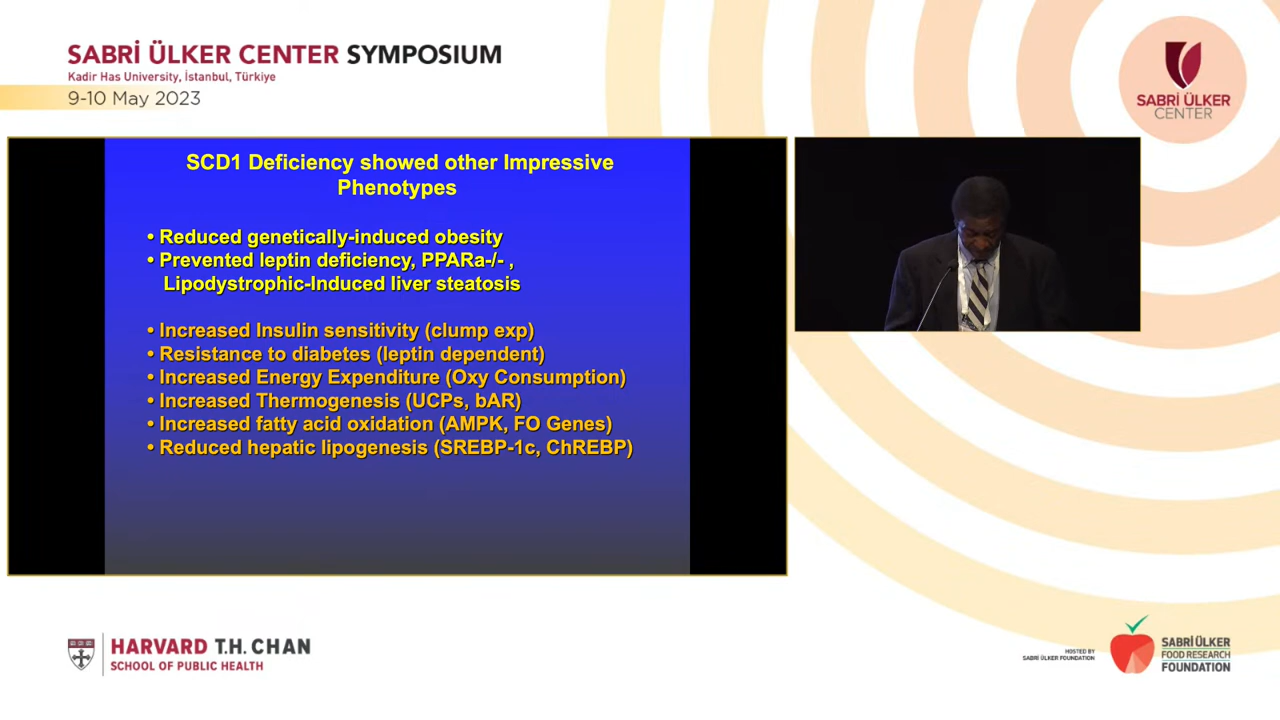 SABRİ ÜLKER CENTER SYMPOSIUM
Kadir Has University, İstanbul, Türkiye
9-10 May 2023
SABRİ ÜLKER
CENTER
SCD1 Deficiency showed other Impressive
Phenotypes
• Reduced genetically-induced obesity
• Prevented leptin deficiency, PPARa-/- ,
Lipodystrophic-Induced liver steatosis
• Increased Insulin sensitivity (clump exp)
• Resistance to diabetes (leptin dependent)
• Increased Energy Expenditure (Oxy Consumption)
• Increased Thermogenesis (UCPs, bAR)
• Increased fatty acid oxidation (AMPK, FO Genes)
• Reduced hepatic lipogenesis (SREBP-1c, ChREBP)
HARVARD T.H. CHAN
SCHOOL OF PUBLIC HEALTH
HOSTED BY
SABRI ÜLKER FOUNDATION
SABRİ ÜLKER
FOOD RESEARCH
FOUNDATION